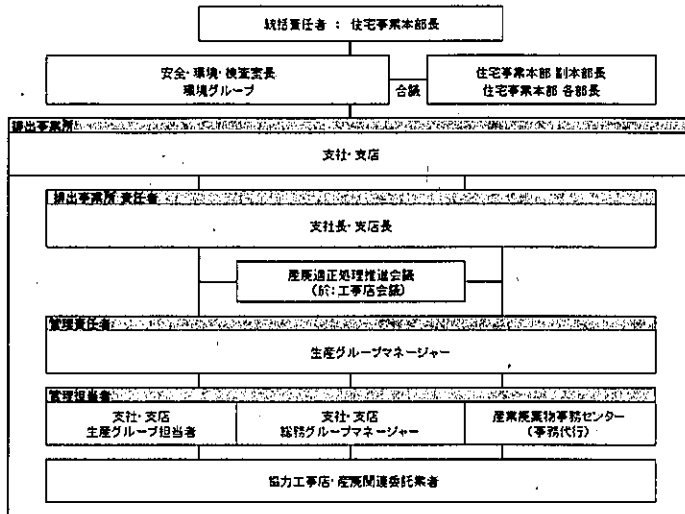 統括責任者 ： 住宅事業本部長
安全・環境・検査室長
環境グループ
合議
住宅事業本部 副本部長
住宅事業本部 各部長
排出事業所
支社・支店
排出事業所 責任者
支社長・支店長
産廃適正処理推進会議
（於：工事店会議）
管理責任者
生産グループマネージャー
管理担当者
支社・支店
生産グループ担当者
支社・支店
総務グループマネージャー
産業廃棄物事務センター
（事務代行）
協力工事店・産廃関連委託業者